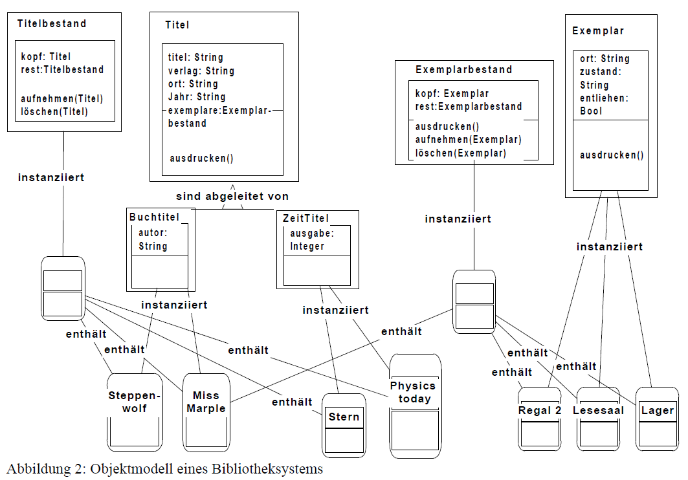 Titelbestand
kopf: Titel
rest:Titelbestand
aufnehmen(Titel)
löschen(Titel)
Titel
titel: String
verlag: String
ort: String
Jahr: String
exemplare:Exemplar-
bestand
ausdrucken()
Exemplarbestand
kopf: Exemplar
rest:Exemplarbestand
ausdrucken()
aufnehmen(Exemplar)
löschen(Exemplar)
Exemplar
ort: String
zustand:
String
entliehen:
Bool
ausdrucken()
instanziiert
sind abgeleitet von
Buchtitel
autor:
String
ZeitTitel
ausgabe:
Integer
instanziiert
instanziiert
instanziiert
instanziiert
enthält
enthält
enthält
enthält
enthält
enthält
enthält
enthält
Steppen-
wolf
Miss
Marple
Stern
Physics
today
Regal 2
Lesesaal
Lager
Abbildung 2: Objektmodell eines Bibliotheksystems